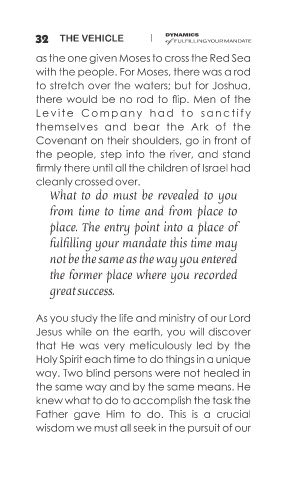 32 THE VEHICLE | DYNAMICS
of FULFILLING YOUR MANDATE
as the one given Moses to cross the Red Sea
with the people. For Moses, there was a rod
to stretch over the waters; but for Joshua,
there would be no rod to flip. Men of the
Levite Company had to sanctify
themselves and bear the Ark of the
Covenant on their shoulders, go in front of
the people, step into the river, and stand
firmly there until all the children of Israel had
cleanly crossed over.
What to do must be revealed to you
from time to time and from place to
place. The entry point into a place of
fulfilling your mandate this time may
not be the same as the way you entered
the former place where you recorded
great success.
As you study the life and ministry of our Lord
Jesus while on the earth, you will discover
that He was very meticulously led by the
Holy Spirit each time to do things in a unique
way. Two blind persons were not healed in
the same way and by the same means. He
knew what to do to accomplish the task the
Father gave Him to do. This is a crucial
wisdom we must all seek in the pursuit of our